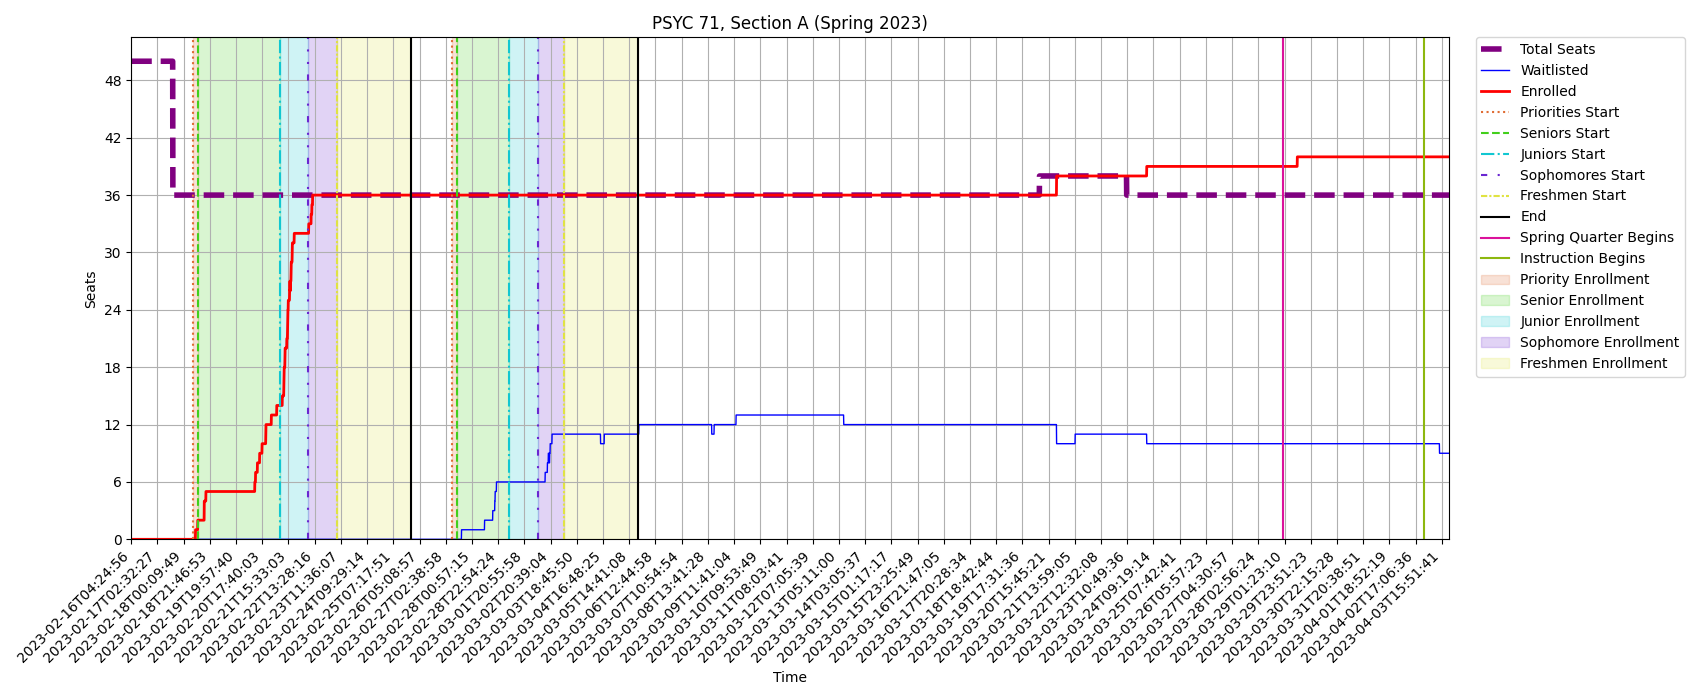 PSYC 71, Section A (Spring 2023)
Seats
48
42
36
30
24
18
12
6
0
2023-02-16T04:24:56
2023-02-17T02:32:27
2023-02-18T00:09:49
2023-02-18T21:46:53
2023-02-19T19:57:40
2023-02-20T17:40:03
2023-02-21T15:33:03
2023-02-22T13:28:16
2023-02-23T11:36:07
2023-02-24T09:29:14
2023-02-25T07:17:51
2023-02-26T05:08:57
2023-02-27T02:38:58
2023-02-28T00:57:15
2023-02-28T22:54:24
2023-03-01T20:55:58
2023-03-02T20:39:04
2023-03-03T18:45:50
2023-03-04T16:48:25
2023-03-05T14:41:08
2023-03-06T12:44:58
2023-03-07T10:54:54
2023-03-08T13:41:28
2023-03-09T11:41:04
2023-03-10T09:53:49
2023-03-11T08:03:41
2023-03-12T07:05:39
2023-03-13T05:11:00
2023-03-14T03:05:37
2023-03-15T01:17:17
2023-03-15T23:25:49
2023-03-16T21:47:05
2023-03-17T20:28:34
2023-03-18T18:42:44
2023-03-19T17:31:36
2023-03-20T15:45:21
2023-03-21T13:59:05
2023-03-22T12:32:08
2023-03-23T10:49:36
2023-03-24T09:19:14
2023-03-25T07:42:41
2023-03-26T05:57:23
2023-03-27T04:30:57
2023-03-28T02:56:24
2023-03-29T01:23:10
2023-03-29T23:51:23
2023-03-30T22:15:28
2023-03-31T20:38:51
2023-04-01T18:52:19
2023-04-02T17:06:36
2023-04-03T15:51:41
Time
Total Seats
Waitlisted
Enrolled
Priorities Start
Seniors Start
Juniors Start
Sophomores Start
Freshmen Start
End
Spring Quarter Begins
Instruction Begins
Priority Enrollment
Senior Enrollment
Junior Enrollment
Sophomore Enrollment
Freshmen Enrollment